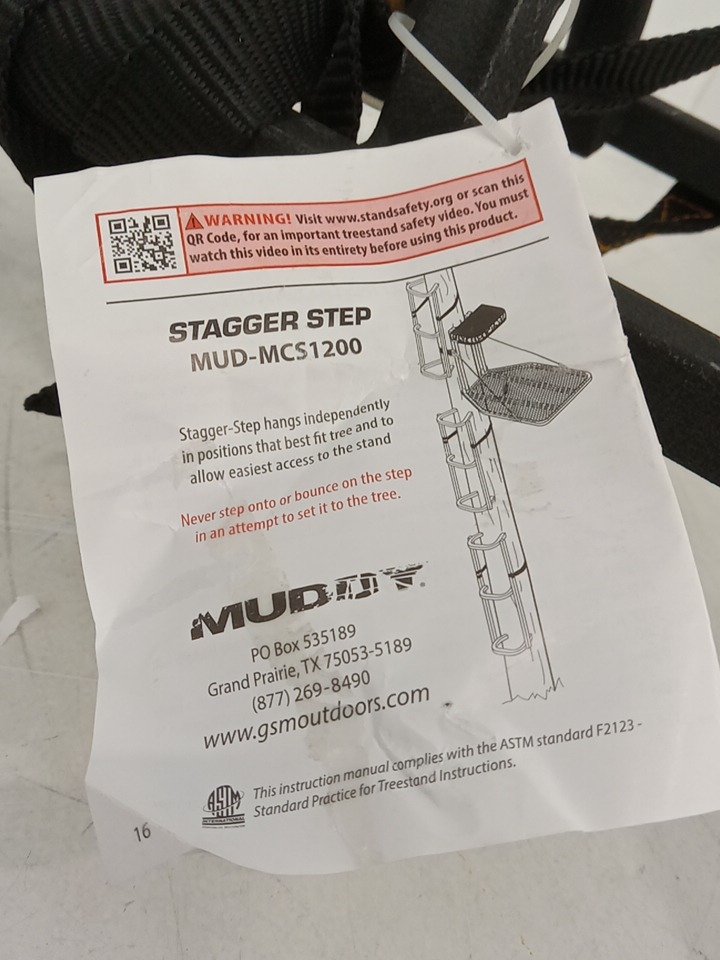 WARNING! Visit www.standsafety.org or scan this
QR Code, for an important treestand safety video. You must
watch this video in its entirety before using this product.
STAGGER STEP
MUD-MCS1200
Stagger-Step hangs independently
in positions that best fit tree and to
allow easiest access to the stand
Never step onto or bounce on the step
in an attempt to set it to the tree.
MUDDY
PO Box 535189
Grand Prairie, TX 75053-5189
(877) 269-8490
www.gsmoutdoors.com
ASTM
INTERNATIONAL
This instruction manual complies with the ASTM standard F2123 -
Standard Practice for Treestand Instructions.
16